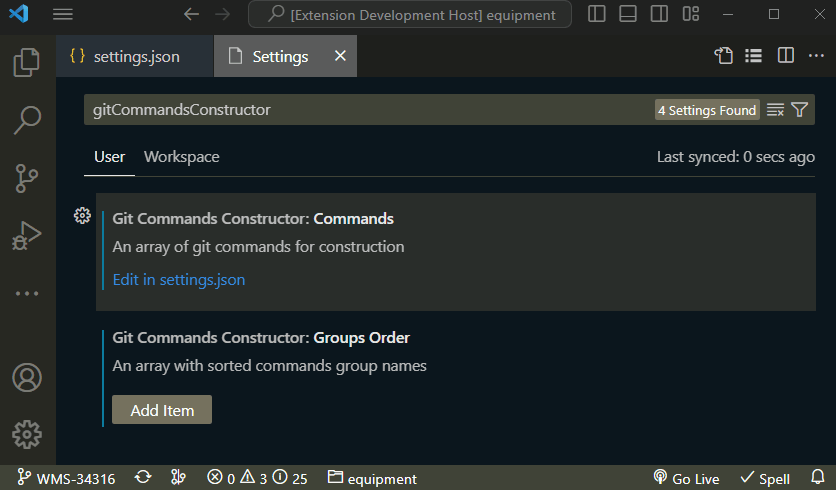 [Extension Development Host] equipment
{ } settings.json
Settings
gitCommandsConstructor
4 Settings Found
User
Workspace
Last synced: 0 secs ago
Git Commands Constructor: Commands
An array of git commands for construction
Edit in settings.json
Git Commands Constructor: Groups Order
An array with sorted commands group names
Add Item
WMS-34316
0
3
25
equipment
Go Live
Spell